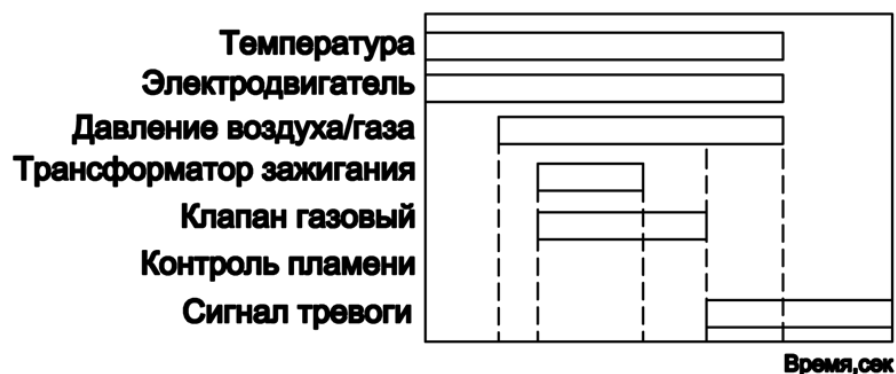 Температура
Электродвигатель
Давление воздуха/газа
Трансформатор зажигания
Клапан газовый
Контроль пламени
Сигнал тревоги
Время,сек